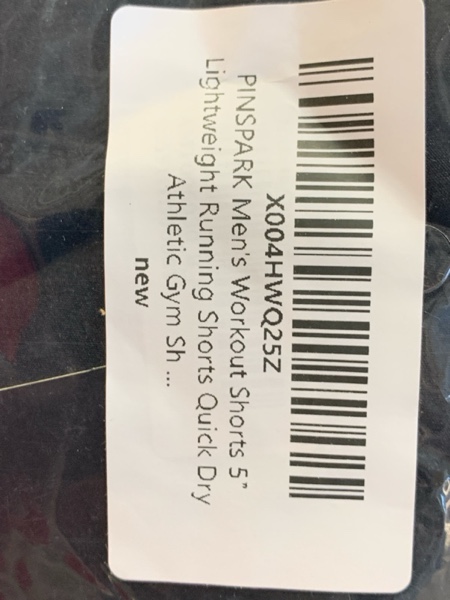 X004HWQ25Z
PINSPARK Men's Workout Shorts 5"
Lightweight Running Shorts Quick Dry
Athletic Gym Sh ...
new